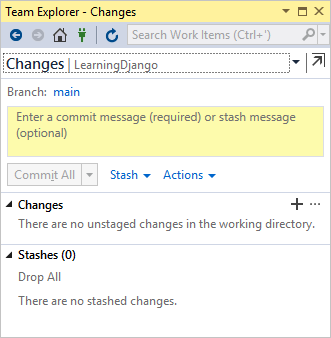 Team Explorer - Changes
Search Work Items (Ctrl+')
Changes | LearningDjango
Branch: main
Enter a commit message (required) or stash message
(optional)
Commit All Stash Actions
Changes
There are no unstaged changes in the working directory.
Stashes (0)
Drop All
There are no stashed changes.